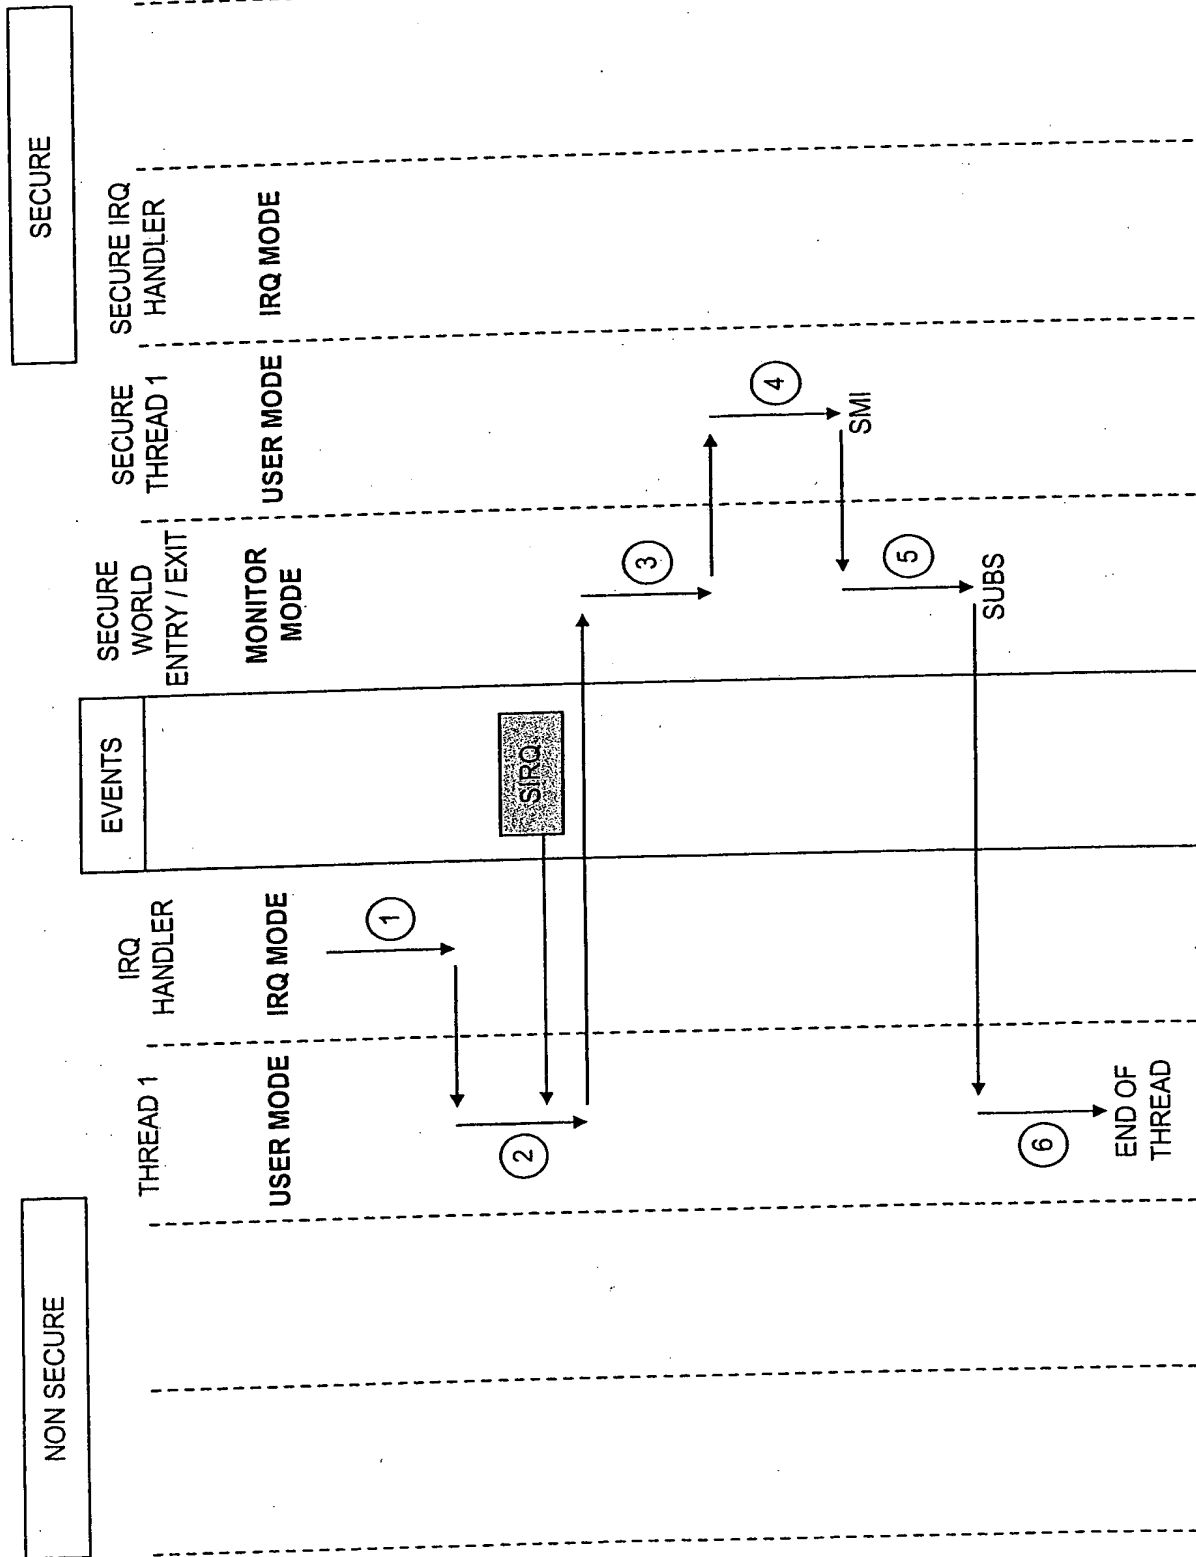 NON SECURE
SECURE
THREAD 1
USER MODE
IRQ
HANDLER
IRQ MODE
EVENTS
SECURE
WORLD
ENTRY / EXIT
MONITOR
MODE
SECURE
THREAD 1
USER MODE
SECURE IRQ
HANDLER
IRQ MODE
1
2
SIRQ
3
4
SMI
5
SUBS
6
END OF
THREAD